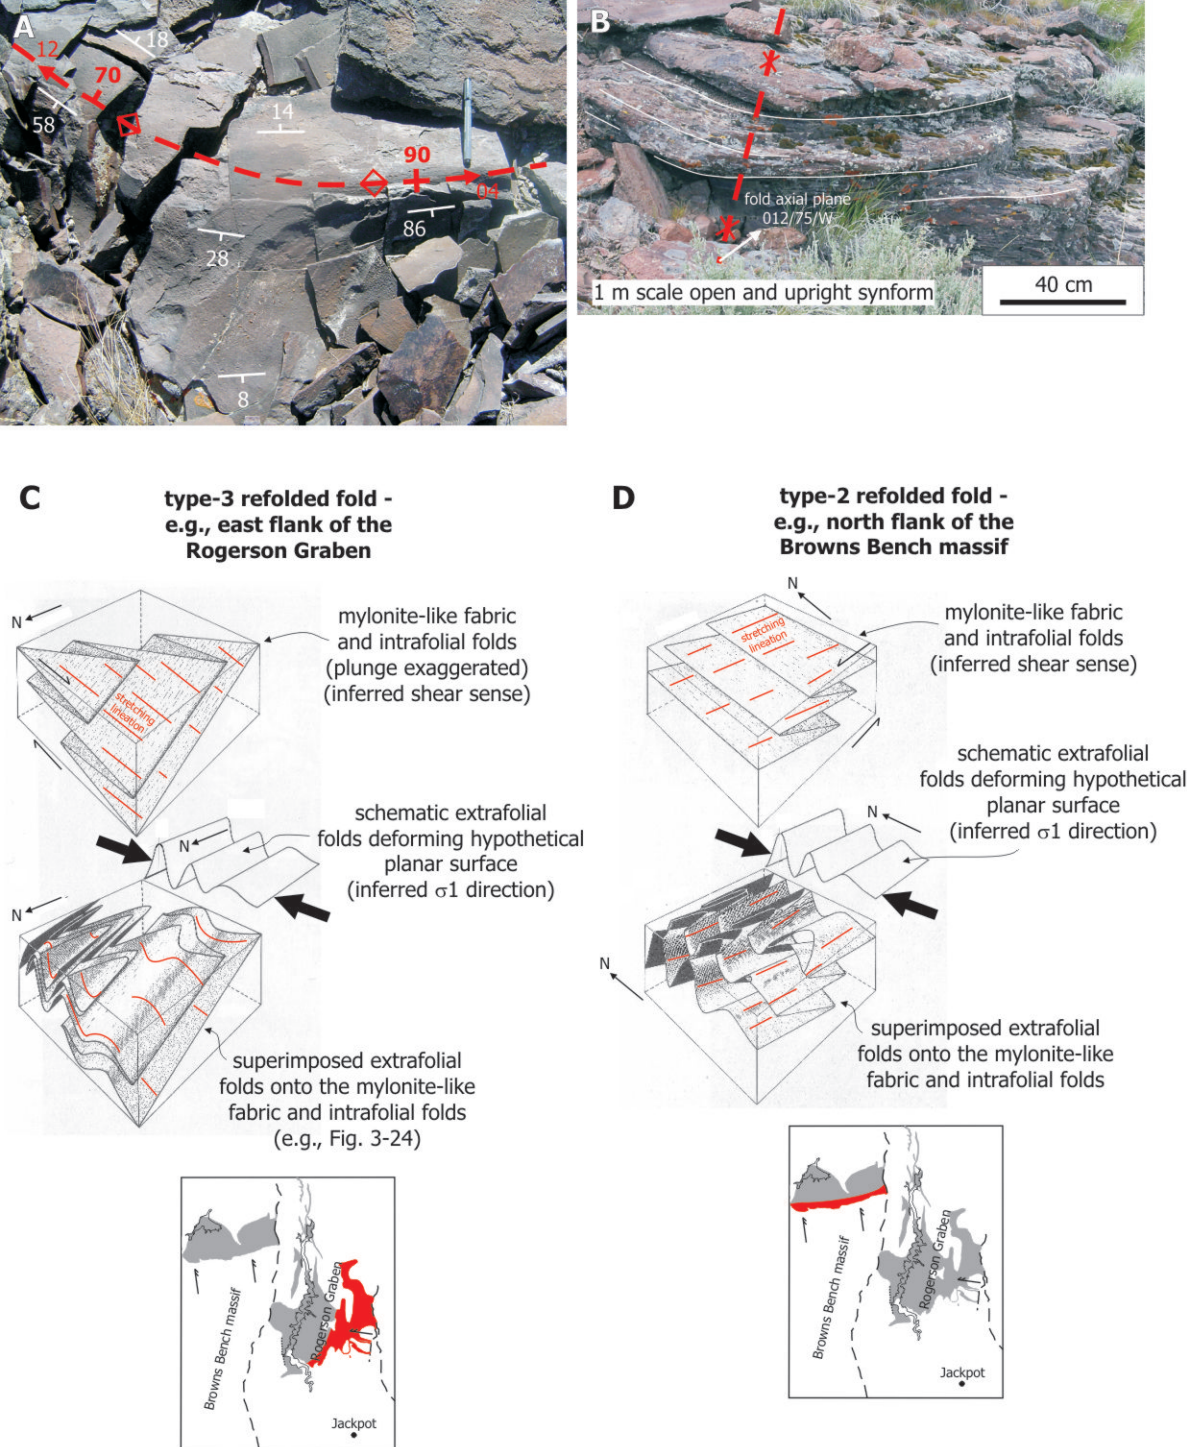 A
12
18
70
58
14
90
04
86
28
8
B
fold axial plane
012/75/W
1 m scale open and upright synform
40 cm
C
type-3 refolded fold -
e.g., east flank of the
Rogerson Graben
N
mylonite-like fabric
and intrafolial folds
(plunge exaggerated)
(inferred shear sense)
stretching
lineation
schematic extrafolial
folds deforming hypothetical
planar surface
(inferred σ1 direction)
N
N
superimposed extrafolial
folds onto the mylonite-like
fabric and intrafolial folds
(e.g., Fig. 3-24)
Browns Bench massif
Rogerson Graben
Jackpot
D
type-2 refolded fold -
e.g., north flank of the
Browns Bench massif
N
mylonite-like fabric
and intrafolial folds
(inferred shear sense)
stretching
lineation
schematic extrafolial
folds deforming hypothetical
planar surface
(inferred σ1 direction)
N
N
superimposed extrafolial
folds onto the mylonite-like
fabric and intrafolial folds
Browns Bench massif
Rogerson Graben
Jackpot